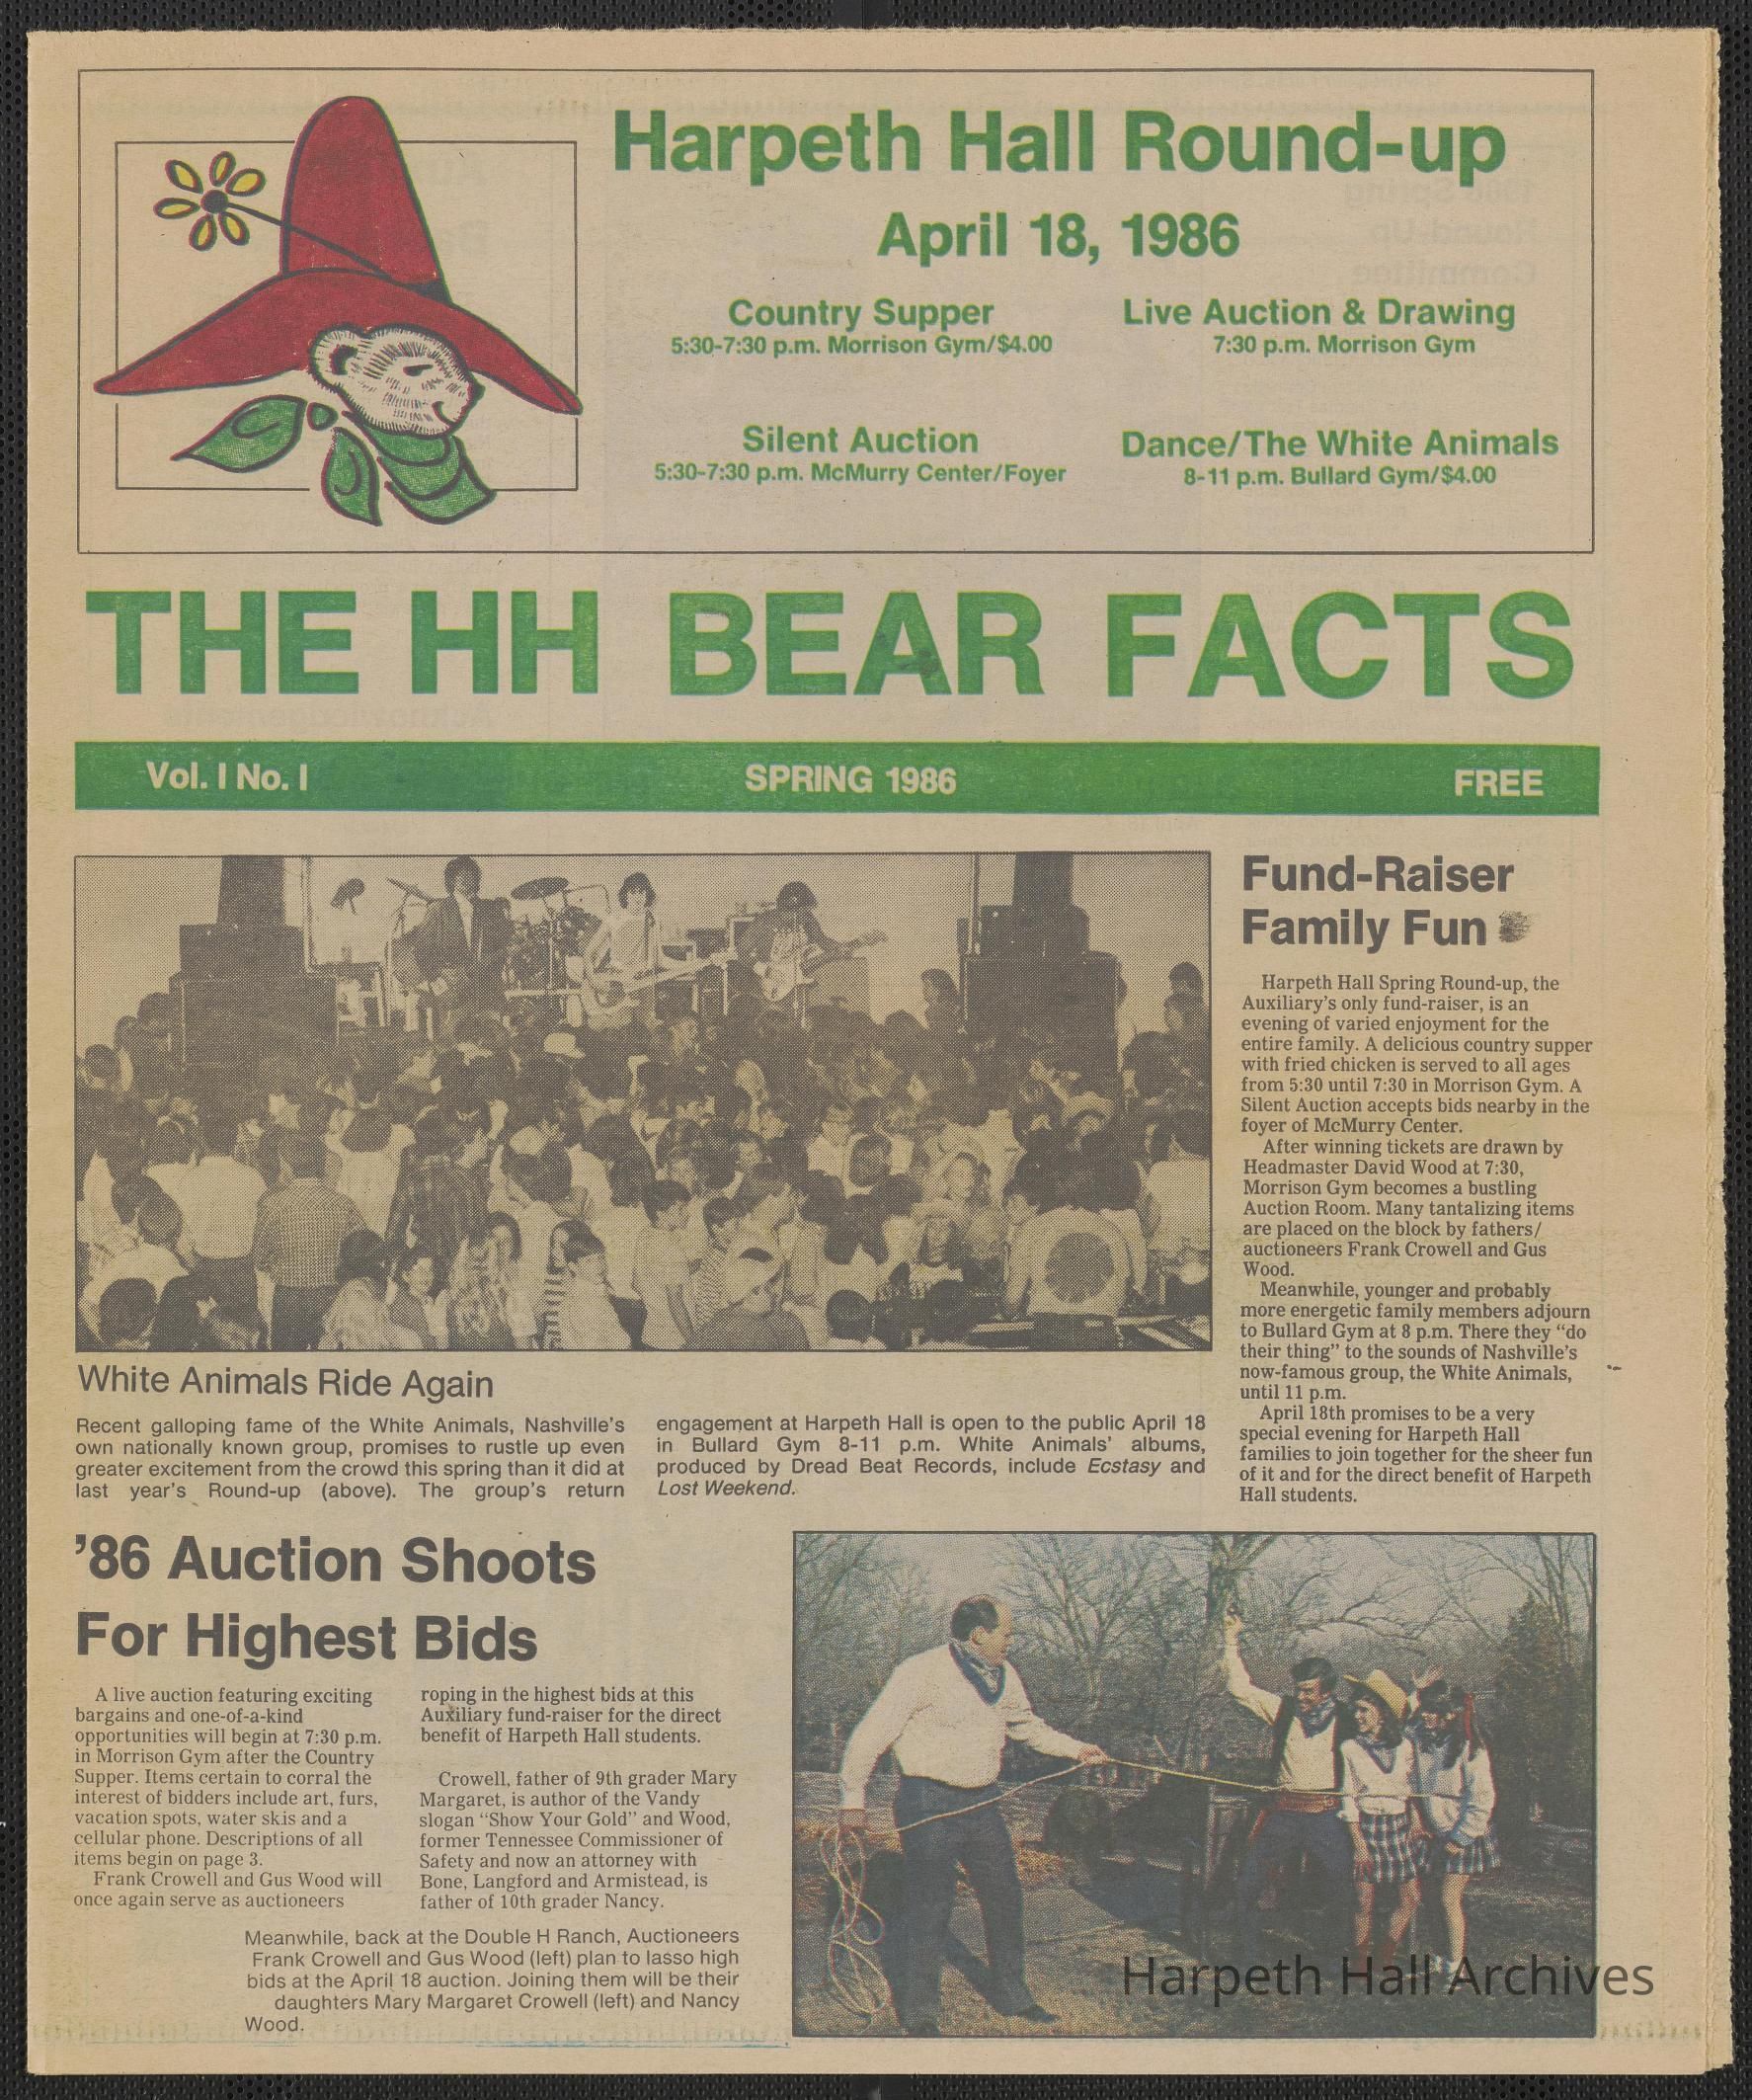 Harpeth Hall Round-up
April 18, 1986
Country Supper
5:30-7:30 p.m. Morrison Gym/$4.00
Live Auction & Drawing
7:30 p.m. Morrison Gym
Silent Auction
5:30-7:30 p.m. McMurry Center/Foyer
Dance/The White Animals
8-11 p.m. Bullard Gym/$4.00
THE HH BEAR FACTS
Vol. I No. I SPRING 1986 FREE
White Animals Ride Again
Recent galloping fame of the White Animals, Nashville's
own nationally known group, promises to rustle up even
greater excitement from the crowd this spring than it did at
last year's Round-up (above). The group's return
engagement at Harpeth Hall is open to the public April 18
in Bullard Gym 8-11 p.m. White Animals' albums,
produced by Dread Beat Records, include Ecstasy and
Lost Weekend.
Fund-Raiser
Family Fun
Harpeth Hall Spring Round-up, the
Auxiliary's only fund-raiser, is an
evening of varied enjoyment for the
entire family. A delicious country supper
with fried chicken is served to all ages
from 5:30 until 7:30 in Morrison Gym. A
Silent Auction accepts bids nearby in the
foyer of McMurry Center.
After winning tickets are drawn by
Headmaster David Wood at 7:30,
Morrison Gym becomes a bustling
Auction Room. Many tantalizing items
are placed on the block by fathers/
auctioneers Frank Crowell and Gus
Wood.
Meanwhile, younger and probably
more energetic family members adjourn
to Bullard Gym at 8 p.m. There they "do
their thing" to the sounds of Nashville's
now-famous group, the White Animals,
until 11 p.m.
April 18th promises to be a very
special evening for Harpeth Hall
families to join together for the sheer fun
of it and for the direct benefit of Harpeth
Hall students.
'86 Auction Shoots
For Highest Bids
A live auction featuring exciting
bargains and one-of-a-kind
opportunities will begin at 7:30 p.m.
in Morrison Gym after the Country
Supper. Items certain to corral the
interest of bidders include art, furs,
vacation spots, water skis and a
cellular phone. Descriptions of all
items begin on page 3.
Frank Crowell and Gus Wood will
once again serve as auctioneers
roping in the highest bids at this
Auxiliary fund-raiser for the direct
benefit of Harpeth Hall students.
Crowell, father of 9th grader Mary
Margaret, is author of the Vandy
slogan "Show Your Gold" and Wood,
former Tennessee Commissioner of
Safety and now an attorney with
Bone, Langford and Armistead, is
father of 10th grader Nancy.
Meanwhile, back at the Double H Ranch, Auctioneers
Frank Crowell and Gus Wood (left) plan to lasso high
bids at the April 18 auction. Joining them will be their
daughters Mary Margaret Crowell (left) and Nancy
Wood.
Harpeth Hall Archives